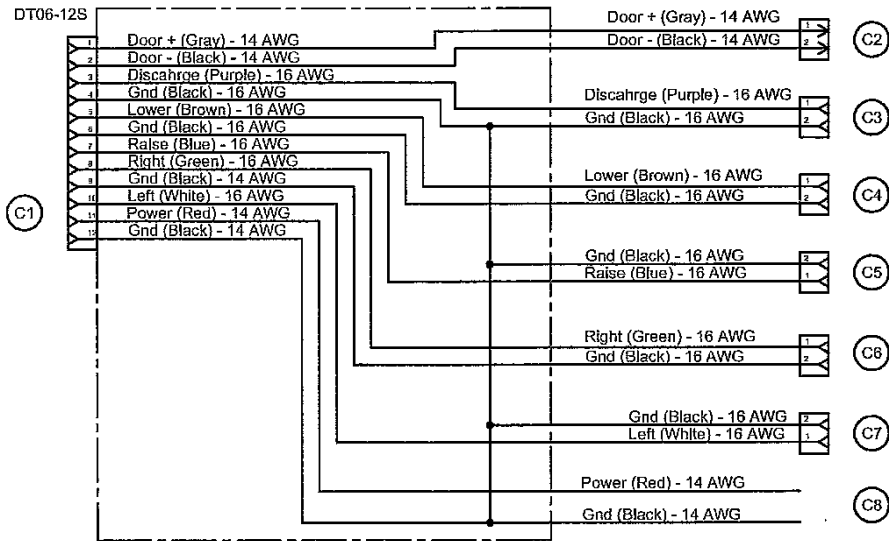 DT06-12S
1 Door + (Gray) - 14 AWG
2 Door - (Black) - 14 AWG
3 Discahrge (Purple) - 16 AWG
4 Gnd (Black) - 16 AWG
5 Lower (Brown) - 16 AWG
6 Gnd (Black) - 16 AWG
7 Raise (Blue) - 16 AWG
8 Right (Green) - 16 AWG
9 Gnd (Black) - 14 AWG
10 Left (White) - 16 AWG
11 Power (Red) - 14 AWG
12 Gnd (Black) - 14 AWG
C1
Door + (Gray) - 14 AWG 1
Door - (Black) - 14 AWG 2
C2
Discahrge (Purple) - 16 AWG 1
Gnd (Black) - 16 AWG 2
C3
Lower (Brown) - 16 AWG 1
Gnd (Black) - 16 AWG 2
C4
Gnd (Black) - 16 AWG 2
Raise (Blue) - 16 AWG 1
C5
Right (Green) - 16 AWG 1
Gnd (Black) - 16 AWG 2
C6
Gnd (Black) - 16 AWG 2
Left (White) - 16 AWG 1
C7
Power (Red) - 14 AWG
Gnd (Black) - 14 AWG
C8